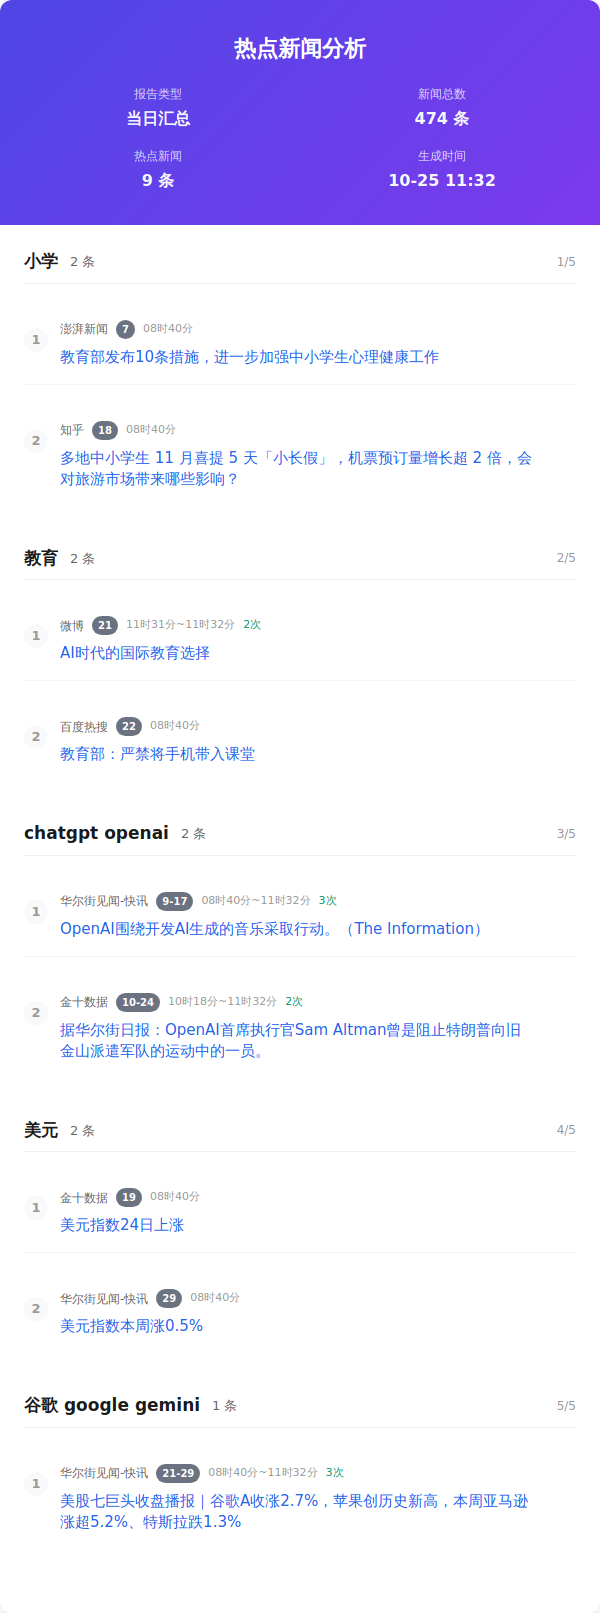 热点新闻分析
报告类型
新闻总数
当日汇总
474 条
热点新闻
生成时间
9 条
10-25 11:32
小学 2 条 1/5
1
澎湃新闻 7 08时40分
教育部发布10条措施，进一步加强中小学生心理健康工作
2
知乎 18 08时40分
多地中小学生 11 月喜提 5 天「小长假」，机票预订量增长超 2 倍，会
对旅游市场带来哪些影响？
教育 2 条 2/5
1
微博 21 11时31分~11时32分 2次
AI时代的国际教育选择
2
百度热搜 22 08时40分
教育部：严禁将手机带入课堂
chatgpt openai 2 条 3/5
1
华尔街见闻-快讯 9-17 08时40分~11时32分 3次
OpenAI围绕开发AI生成的音乐采取行动。（The Information）
2
金十数据 10-24 10时18分~11时32分 2次
据华尔街日报：OpenAI首席执行官Sam Altman曾是阻止特朗普向旧
金山派遣军队的运动中的一员。
美元 2 条 4/5
1
金十数据 19 08时40分
美元指数24日上涨
2
华尔街见闻-快讯 29 08时40分
美元指数本周涨0.5%
谷歌 google gemini 1 条 5/5
1
华尔街见闻-快讯 21-29 08时40分~11时32分 3次
美股七巨头收盘播报｜谷歌A收涨2.7%，苹果创历史新高，本周亚马逊
涨超5.2%、特斯拉跌1.3%